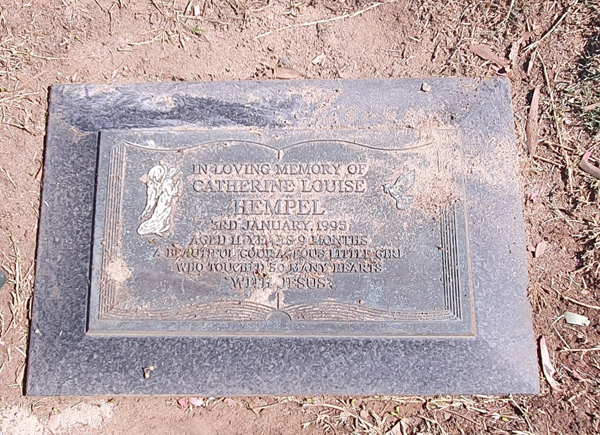 IN LOVING MEMORY OF
CATHERINE LOUISE
HEMPEL
3RD JANUARY, 1995
AGED 11 YEARS 9 MONTHS
A BEAUTIFUL COURAGEOUS LITTLE GIRL
WHO TOUCHED SO MANY HEARTS
"WITH JESUS"